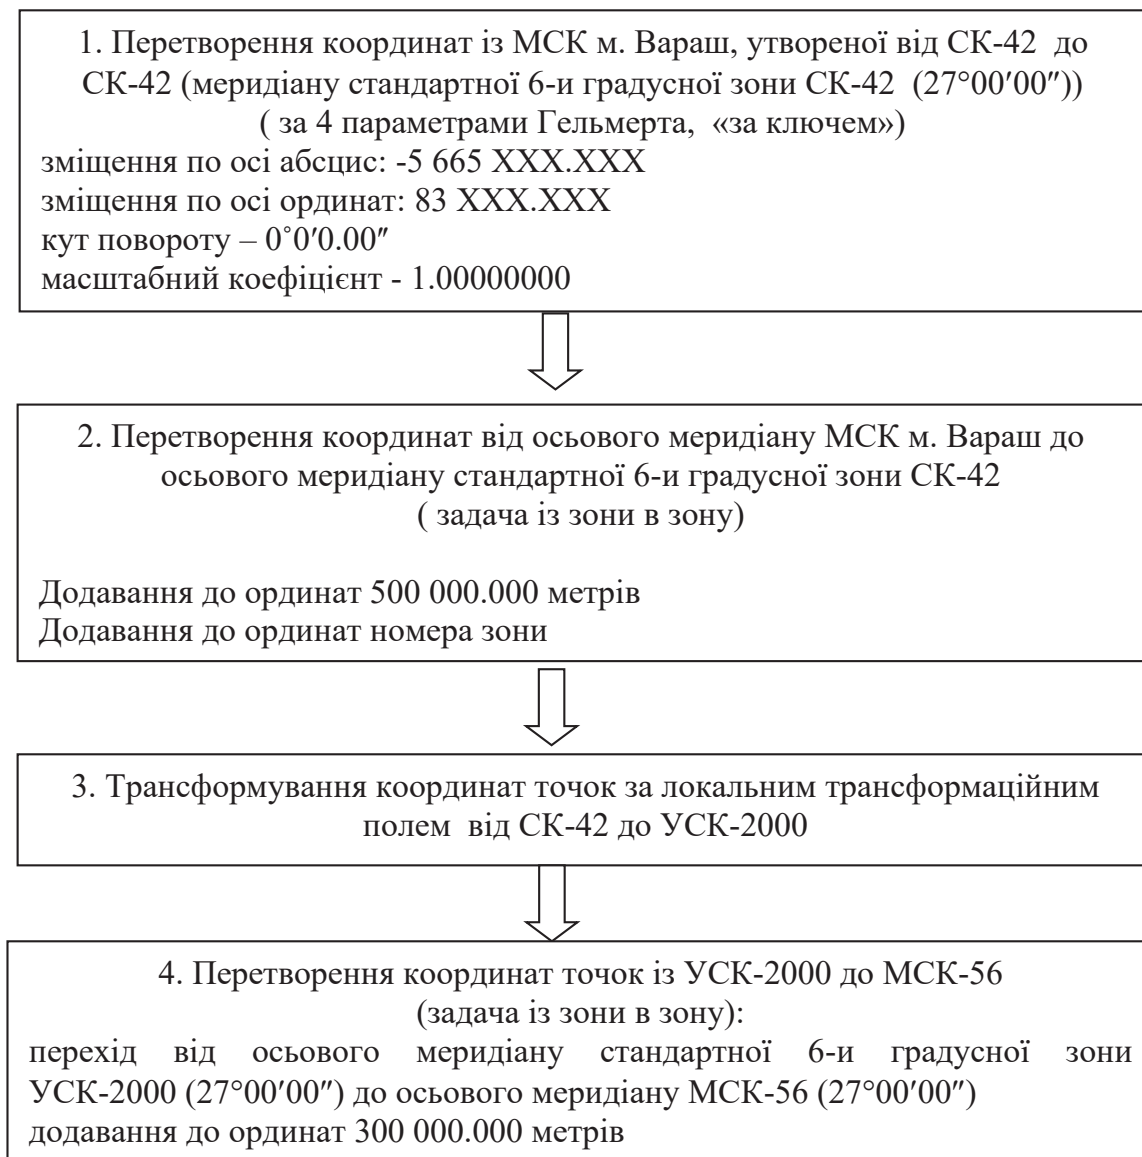 1. Перетворення координат із МСК м. Вараш, утвореної від СК-42 до
СК-42 (меридіану стандартної 6-и градусної зони СК-42 (27°00′00″))
( за 4 параметрами Гельмерта, «за ключем»)
зміщення по осі абсцис: -5 665 XXX.XXX
зміщення по осі ординат: 83 XXX.XXX
кут повороту – 0˚0′0.00″
масштабний коефіцієнт - 1.00000000
2. Перетворення координат від осьового меридіану МСК м. Вараш до
осьового меридіану стандартної 6-и градусної зони СК-42
( задача із зони в зону)
Додавання до ординат 500 000.000 метрів
Додавання до ординат номера зони
3. Трансформування координат точок за локальним трансформаційним
полем від СК-42 до УСК-2000
4. Перетворення координат точок із УСК-2000 до МСК-56
(задача із зони в зону):
перехід від осьового меридіану стандартної 6-и градусної зони
УСК-2000 (27°00′00″) до осьового меридіану МСК-56 (27°00′00″)
додавання до ординат 300 000.000 метрів